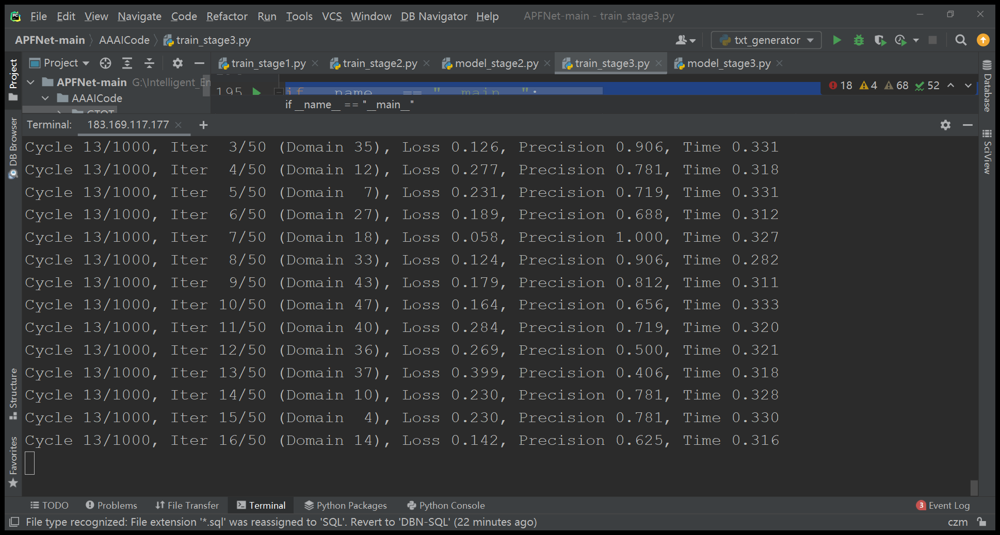 File Edit View Navigate Code Refactor Run Tools VCS Window DB Navigator Help APFNet-main - train_stage3.py
APFNet-main AAAICode train_stage3.py txt_generator
Project train_stage1.py train_stage2.py model_stage2.py train_stage3.py model_stage3.py
APFNet-main G:\Intelligent_En
AAAICode
195 if __name__ == "__main__": 18 4 68 52
if __name__ == "__main__"
Terminal: 183.169.117.177
Cycle 13/1000, Iter  3/50 (Domain 35), Loss 0.126, Precision 0.906, Time 0.331
Cycle 13/1000, Iter  4/50 (Domain 12), Loss 0.277, Precision 0.781, Time 0.318
Cycle 13/1000, Iter  5/50 (Domain  7), Loss 0.231, Precision 0.719, Time 0.331
Cycle 13/1000, Iter  6/50 (Domain 27), Loss 0.189, Precision 0.688, Time 0.312
Cycle 13/1000, Iter  7/50 (Domain 18), Loss 0.058, Precision 1.000, Time 0.327
Cycle 13/1000, Iter  8/50 (Domain 33), Loss 0.124, Precision 0.906, Time 0.282
Cycle 13/1000, Iter  9/50 (Domain 43), Loss 0.179, Precision 0.812, Time 0.311
Cycle 13/1000, Iter 10/50 (Domain 47), Loss 0.164, Precision 0.656, Time 0.333
Cycle 13/1000, Iter 11/50 (Domain 40), Loss 0.284, Precision 0.719, Time 0.320
Cycle 13/1000, Iter 12/50 (Domain 36), Loss 0.269, Precision 0.500, Time 0.321
Cycle 13/1000, Iter 13/50 (Domain 37), Loss 0.399, Precision 0.406, Time 0.318
Cycle 13/1000, Iter 14/50 (Domain 10), Loss 0.230, Precision 0.781, Time 0.328
Cycle 13/1000, Iter 15/50 (Domain  4), Loss 0.230, Precision 0.781, Time 0.330
Cycle 13/1000, Iter 16/50 (Domain 14), Loss 0.142, Precision 0.625, Time 0.316
Project
DB Browser
Structure
Favorites
Database
SciView
TODO Problems File Transfer Terminal Python Packages Python Console 3 Event Log
File type recognized: File extension '*.sql' was reassigned to 'SQL'. Revert to 'DBN-SQL' (22 minutes ago) czm